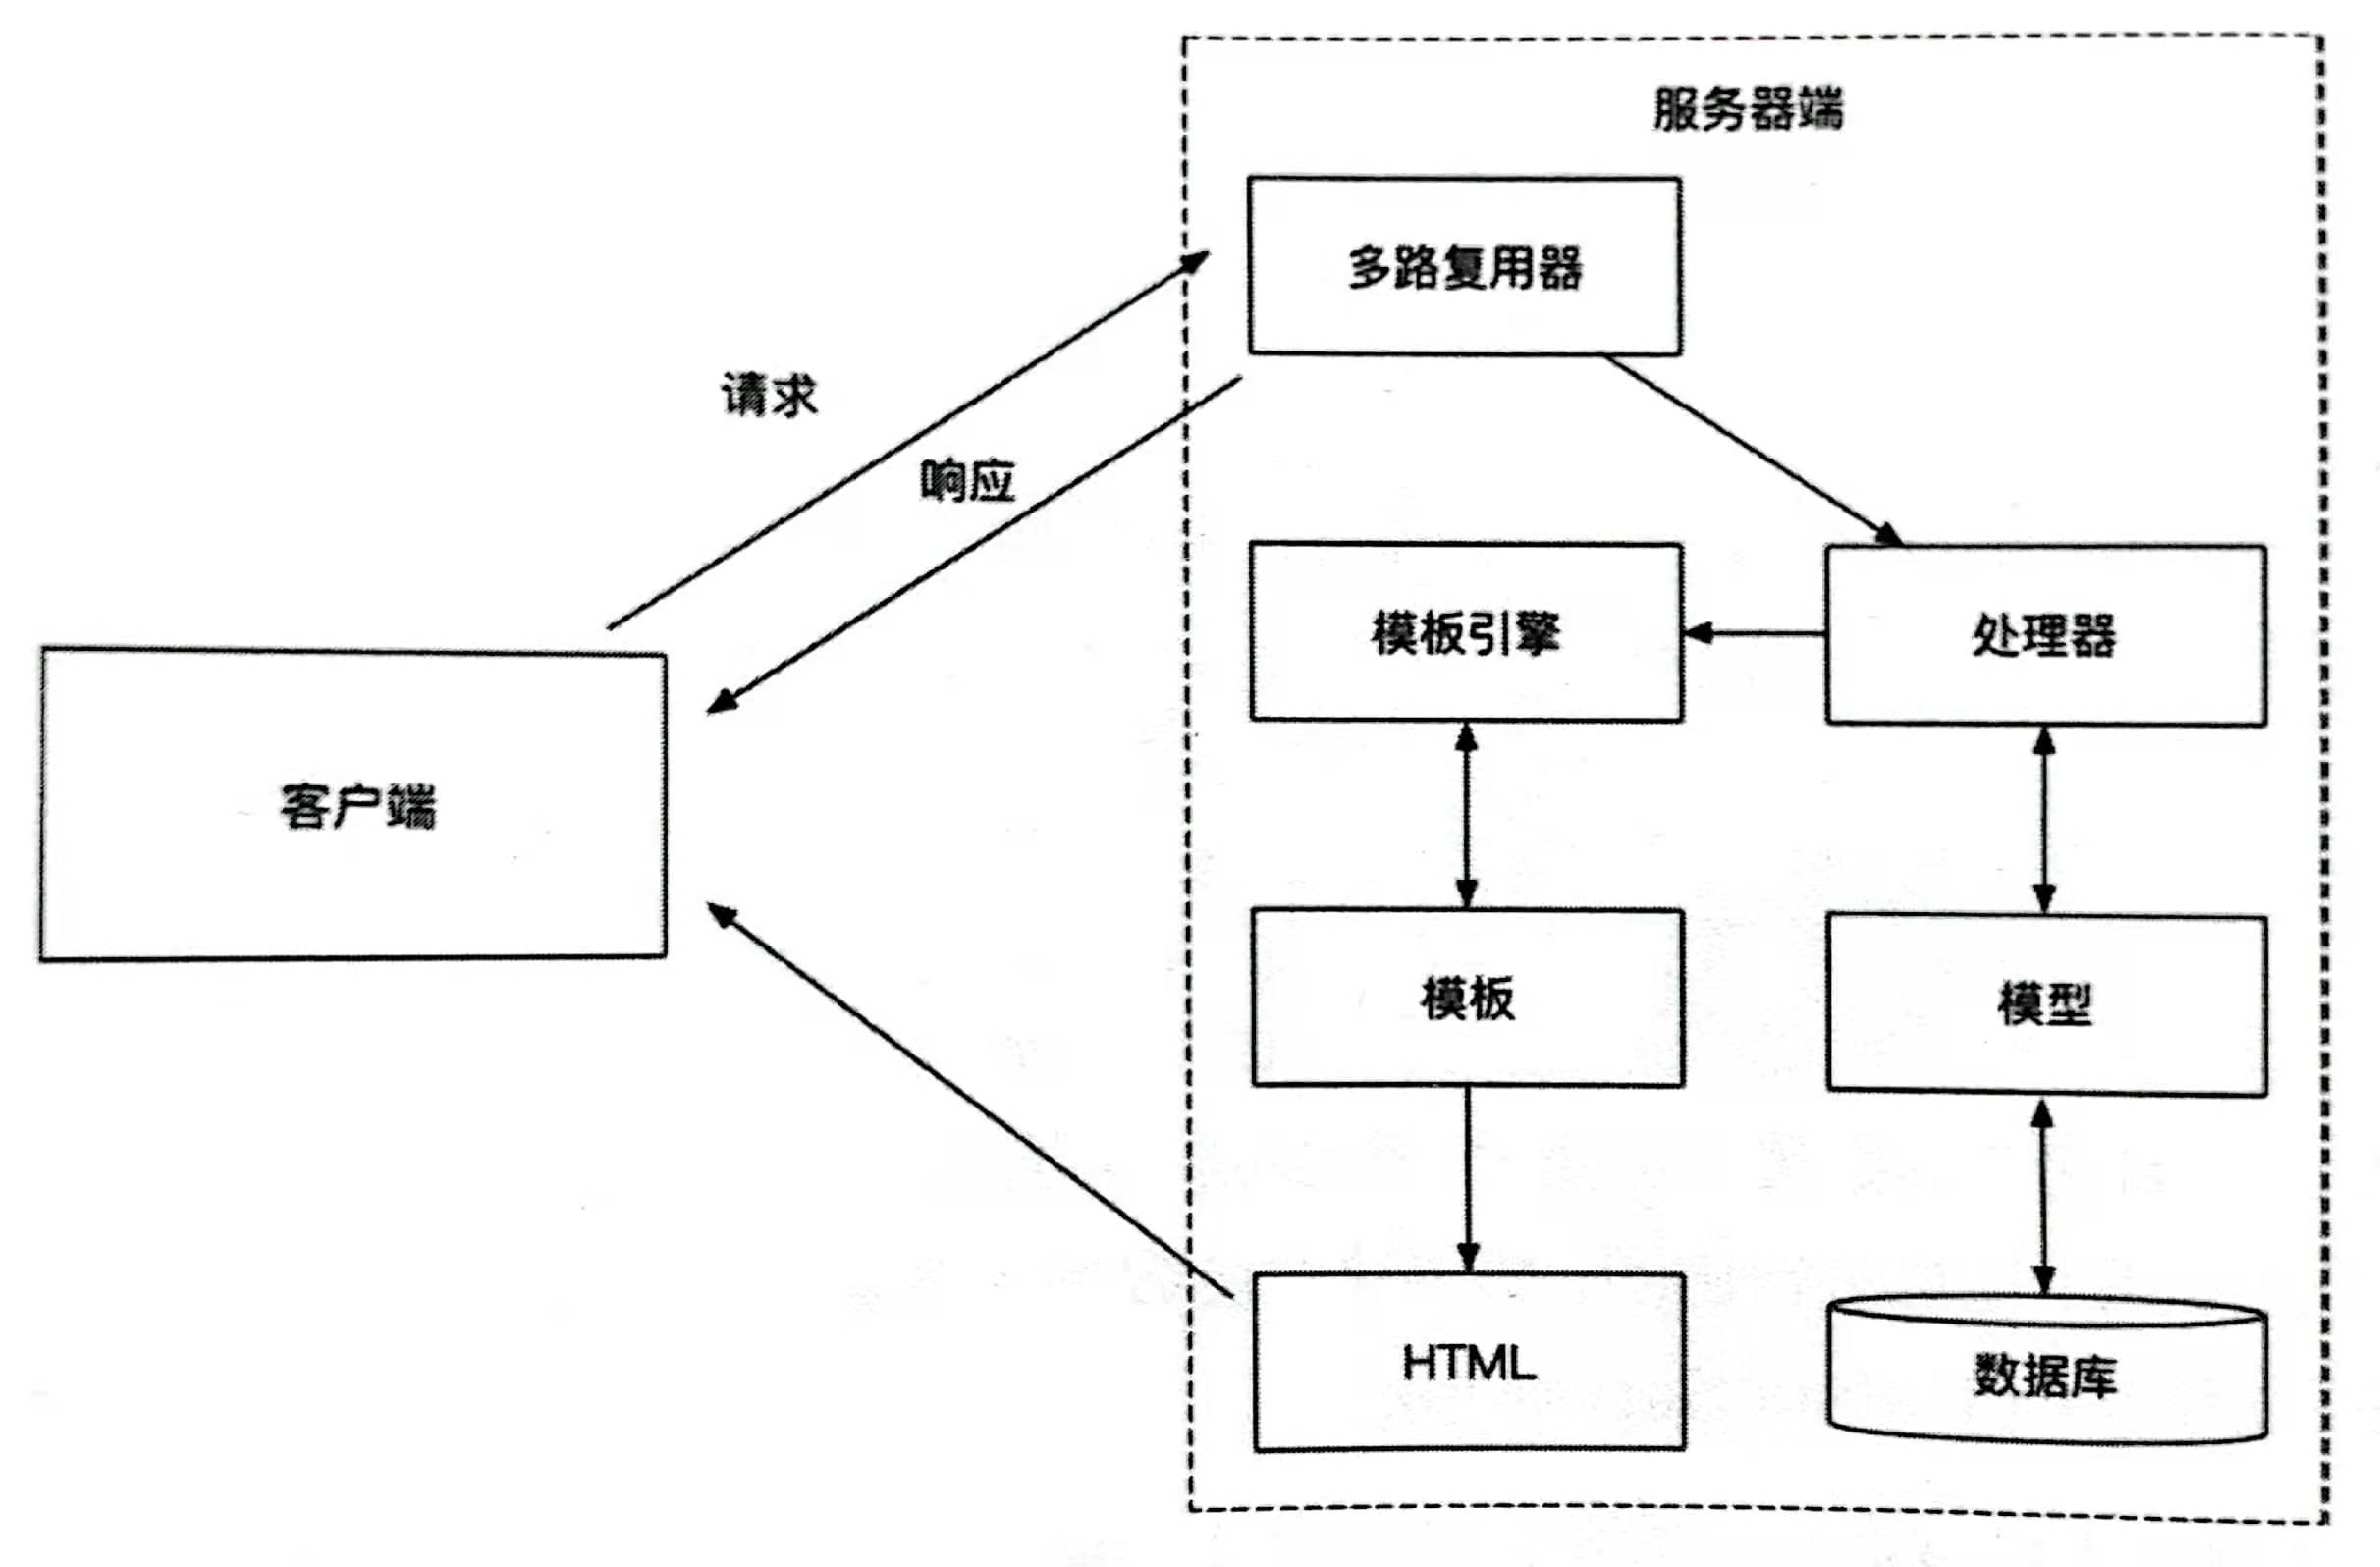 服务器端
多路复用器
请求
响应
模板引擎
处理器
客户端
模板
模型
HTML
数据库